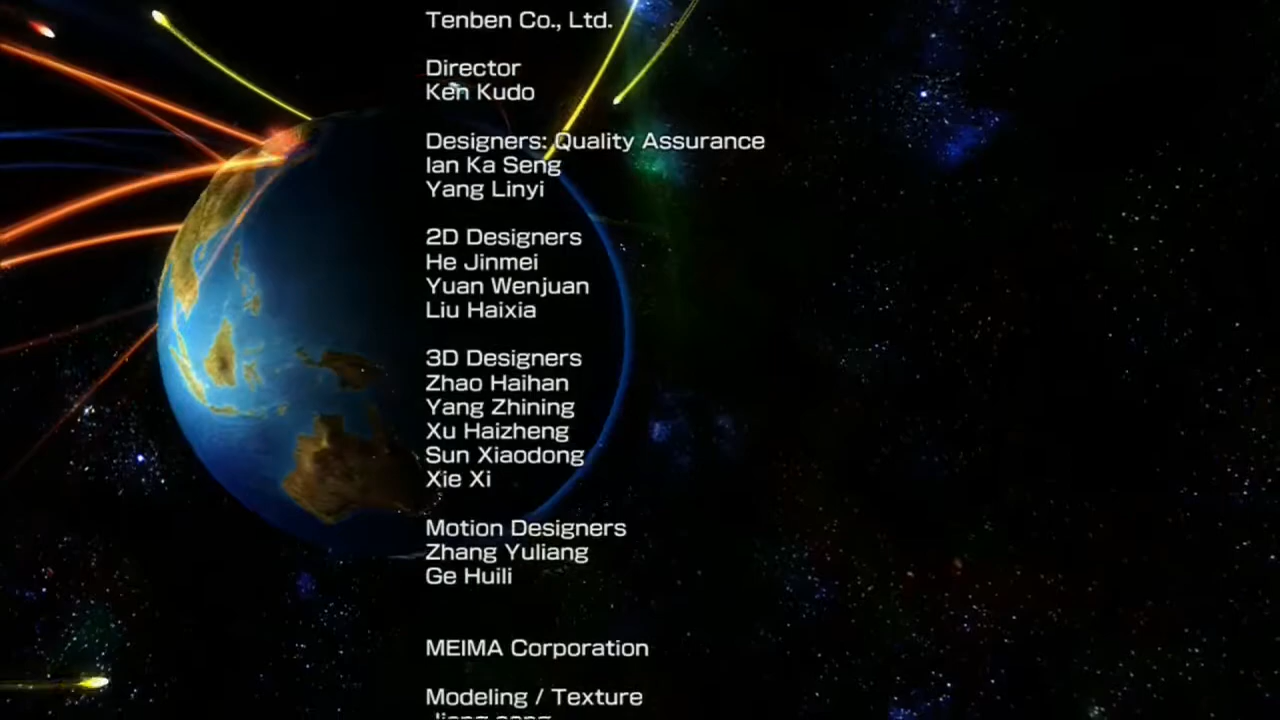 Tenben Co., Ltd.
Director
Ken Kudo
Designers: Quality Assurance
Ian Ka Seng
Yang Linyi
2D Designers
He Jinmei
Yuan Wenjuan
Liu Haixia
3D Designers
Zhao Haihan
Yang Zhining
Xu Haizheng
Sun Xiaodong
Xie Xi
Motion Designers
Zhang Yuliang
Ge Huili
MEIMA Corporation
Modeling / Texture